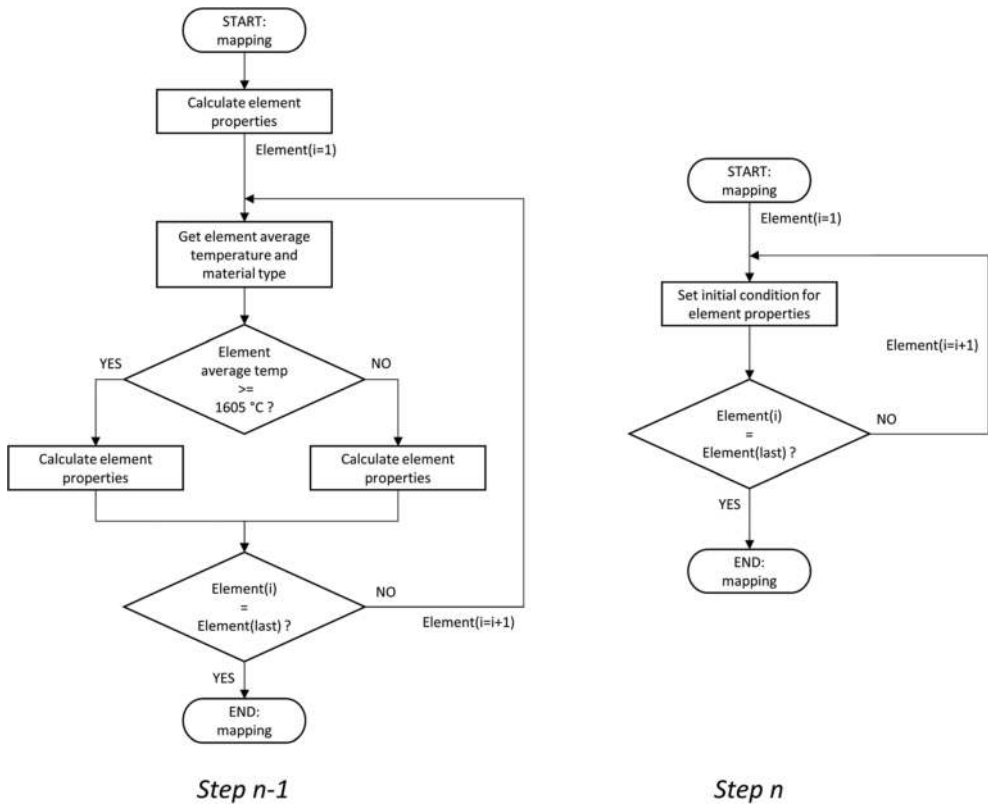 START:
mapping
Calculate element
properties
Element(i=1)
Get element average
temperature and
material type
YES
Element
average temp
>=
1605 °C ?
NO
Calculate element
properties
Calculate element
properties
Element(i)
=
Element(last) ?
NO
Element(i=i+1)
YES
END:
mapping
Step n-1
START:
mapping
Element(i=1)
Set initial condition for
element properties
Element(i=i+1)
Element(i)
=
Element(last) ?
NO
YES
END:
mapping
Step n